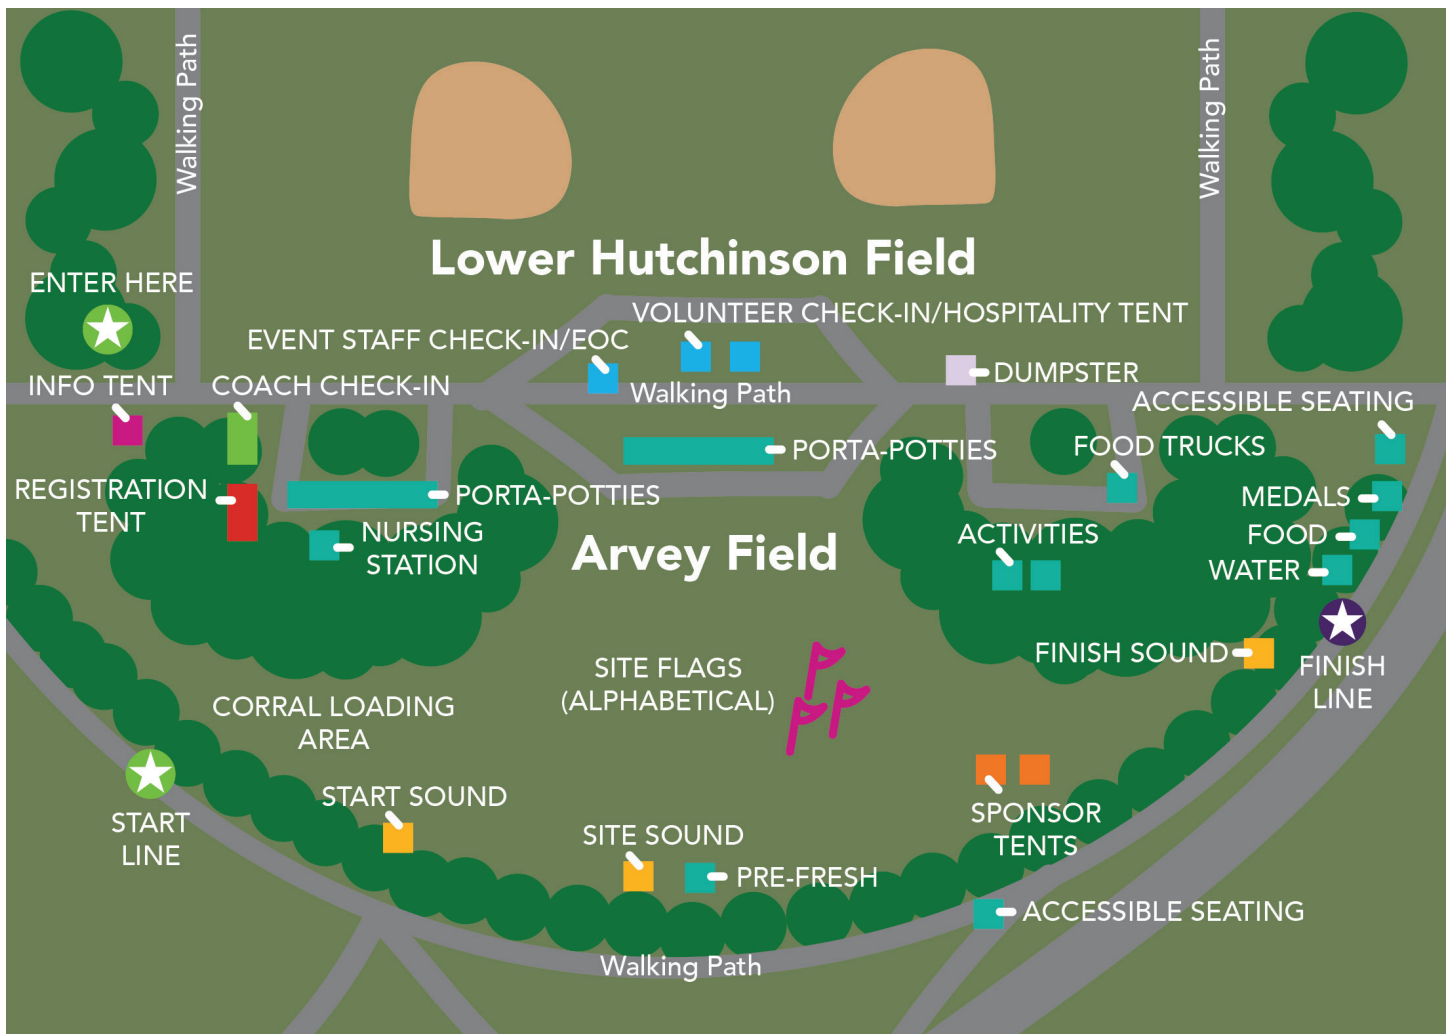 Walking Path
Walking Path
Lower Hutchinson Field
ENTER HERE
VOLUNTEER CHECK-IN/HOSPITALITY TENT
EVENT STAFF CHECK-IN/EOC
INFO TENT
COACH CHECK-IN
Walking Path
DUMPSTER
ACCESSIBLE SEATING
PORTA-POTTIES
FOOD TRUCKS
REGISTRATION
TENT
PORTA-POTTIES
MEDALS
NURSING
STATION
Arvey Field
ACTIVITIES
FOOD
WATER
SITE FLAGS
(ALPHABETICAL)
FINISH SOUND
FINISH
LINE
CORRAL LOADING
AREA
START SOUND
START
LINE
SITE SOUND
SPONSOR
TENTS
PRE-FRESH
ACCESSIBLE SEATING
Walking Path